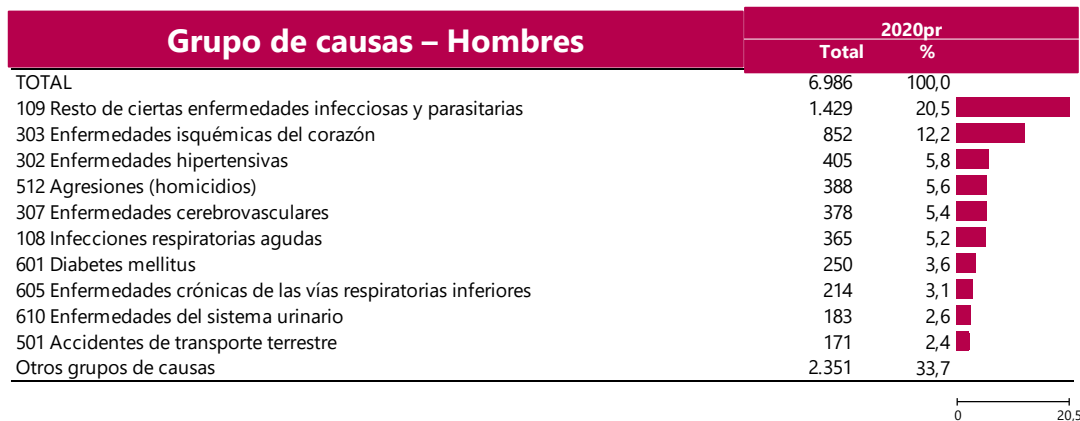 Grupo de causas – Hombres
2020pr
Total %
TOTAL 6.986 100,0
109 Resto de ciertas enfermedades infecciosas y parasitarias 1.429 20,5
303 Enfermedades isquémicas del corazón 852 12,2
302 Enfermedades hipertensivas 405 5,8
512 Agresiones (homicidios) 388 5,6
307 Enfermedades cerebrovasculares 378 5,4
108 Infecciones respiratorias agudas 365 5,2
601 Diabetes mellitus 250 3,6
605 Enfermedades crónicas de las vías respiratorias inferiores 214 3,1
610 Enfermedades del sistema urinario 183 2,6
501 Accidentes de transporte terrestre 171 2,4
Otros grupos de causas 2.351 33,7
0 20,5